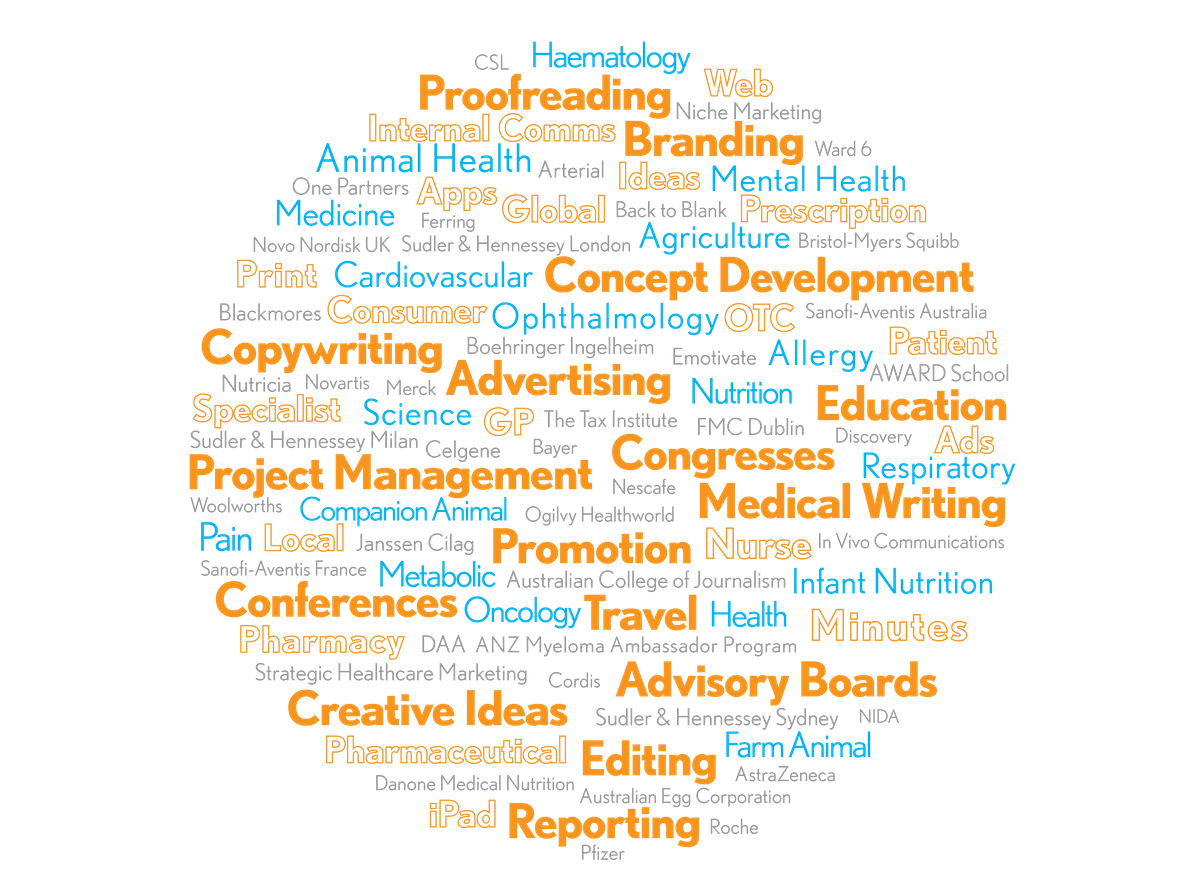 CSL Haematology
Proofreading Web
Niche Marketing
Internal Comms Branding Ward 6
Animal Health Arterial Ideas Mental Health
One Partners Apps Global Back to Blank Prescription
Medicine Ferring Agriculture Bristol-Myers Squibb
Novo Nordisk UK Sudler & Hennessey London
Print Cardiovascular Concept Development
Blackmores Consumer Ophthalmology OTC Sanofi-Aventis Australia
Copywriting Boehringer Ingelheim Emotivate Allergy Patient
AWARD School
Nutricia Novartis Merck Advertising Nutrition Education
Specialist Science GP The Tax Institute FMC Dublin Discovery Ads
Sudler & Hennessey Milan Celgene Bayer Congresses Respiratory
Project Management Nescafe Medical Writing
Woolworths Companion Animal Ogilvy Healthworld
Pain Local Janssen Cilag Promotion Nurse In Vivo Communications
Sanofi-Aventis France Metabolic Australian College of Journalism Infant Nutrition
Conferences Oncology Travel Health Minutes
Pharmacy DAA ANZ Myeloma Ambassador Program
Strategic Healthcare Marketing Cordis Advisory Boards
Creative Ideas Sudler & Hennessey Sydney NIDA
Pharmaceutical Editing Farm Animal
Danone Medical Nutrition AstraZeneca
Australian Egg Corporation
iPad Reporting Roche
Pfizer